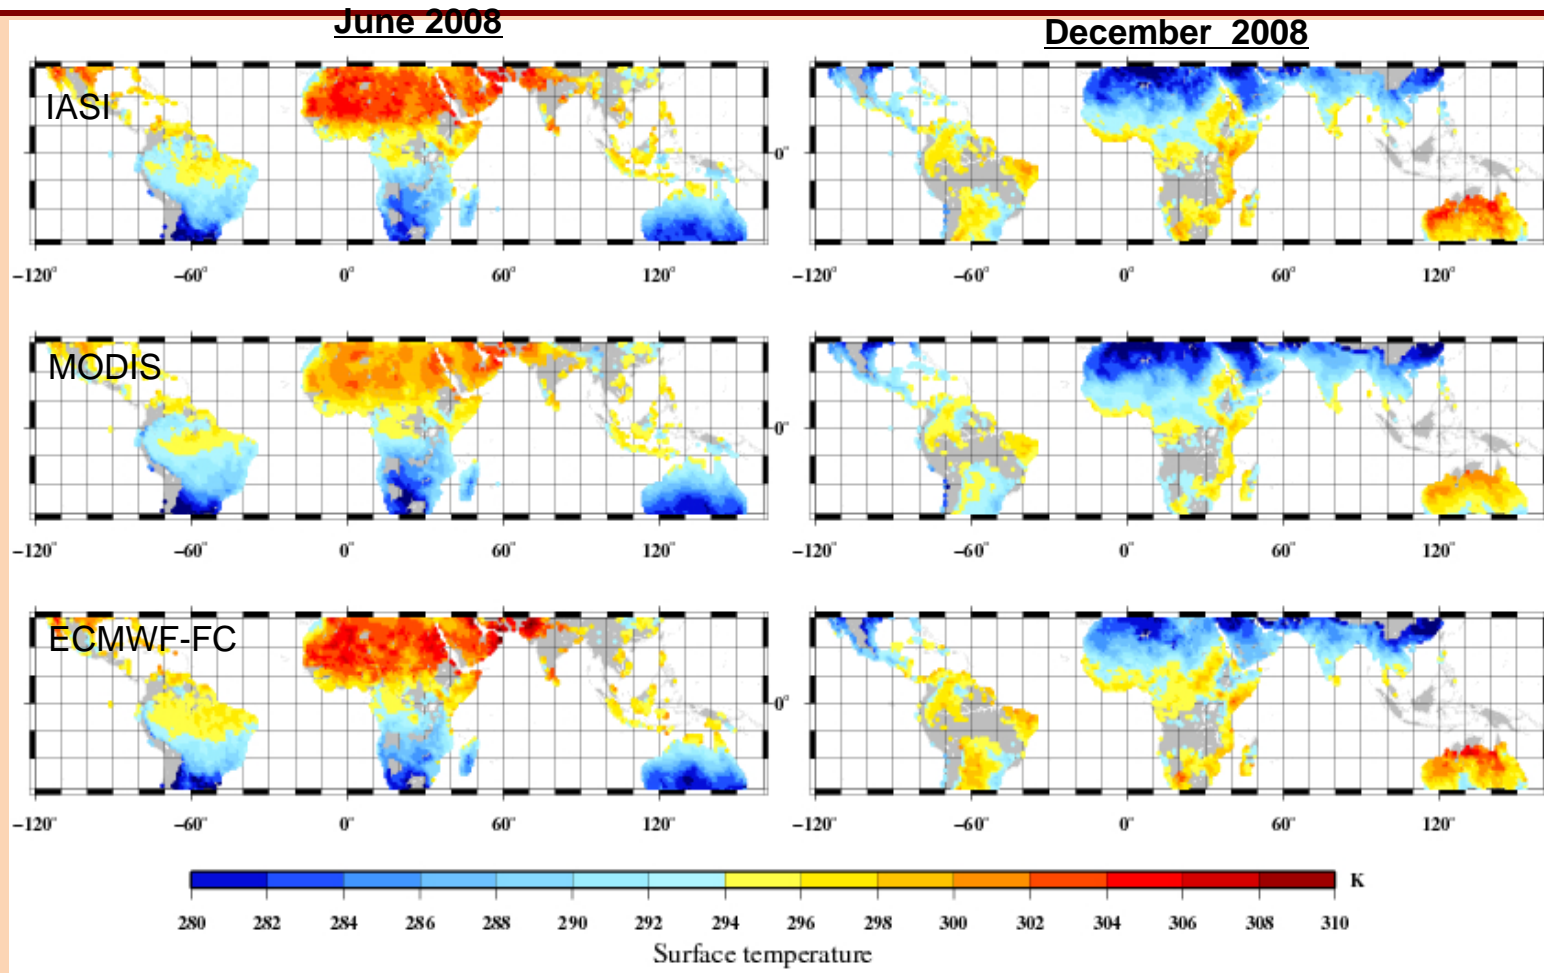 June 2008
December 2008
IASI
0°
−120° −60° 0° 60° 120° −120° −60° 0° 60° 120°
MODIS
0°
−120° −60° 0° 60° 120° −120° −60° 0° 60° 120°
ECMWF-FC
0°
−120° −60° 0° 60° 120° −120° −60° 0° 60° 120°
K
280 282 284 286 288 290 292 294 296 298 300 302 304 306 308 310
Surface temperature